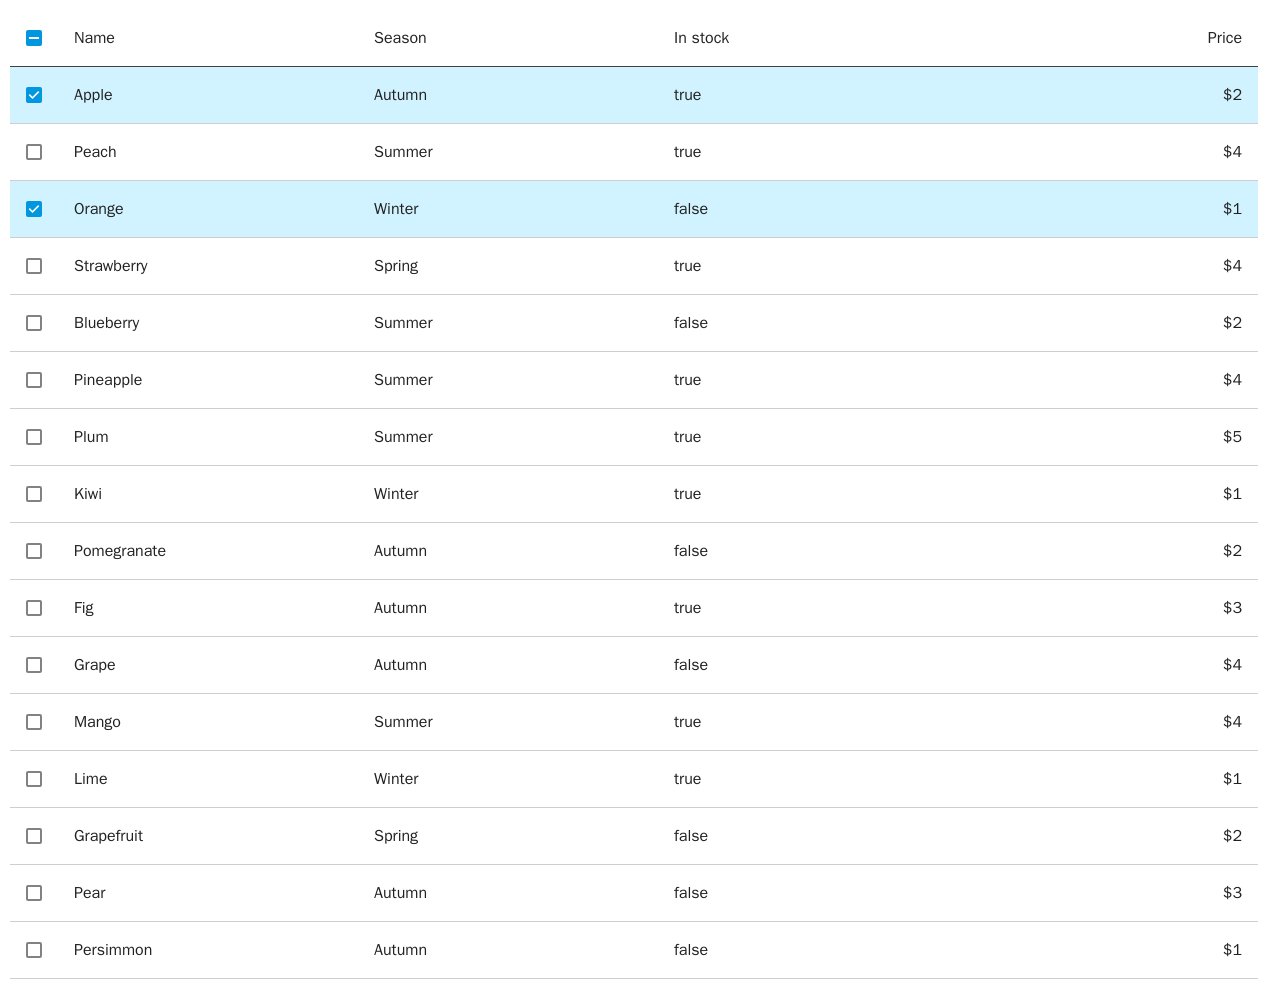 Name Season In stock Price
Apple Autumn true $2
Peach Summer true $4
Orange Winter false $1
Strawberry Spring true $4
Blueberry Summer false $2
Pineapple Summer true $4
Plum Summer true $5
Kiwi Winter true $1
Pomegranate Autumn false $2
Fig Autumn true $3
Grape Autumn false $4
Mango Summer true $4
Lime Winter true $1
Grapefruit Spring false $2
Pear Autumn false $3
Persimmon Autumn false $1